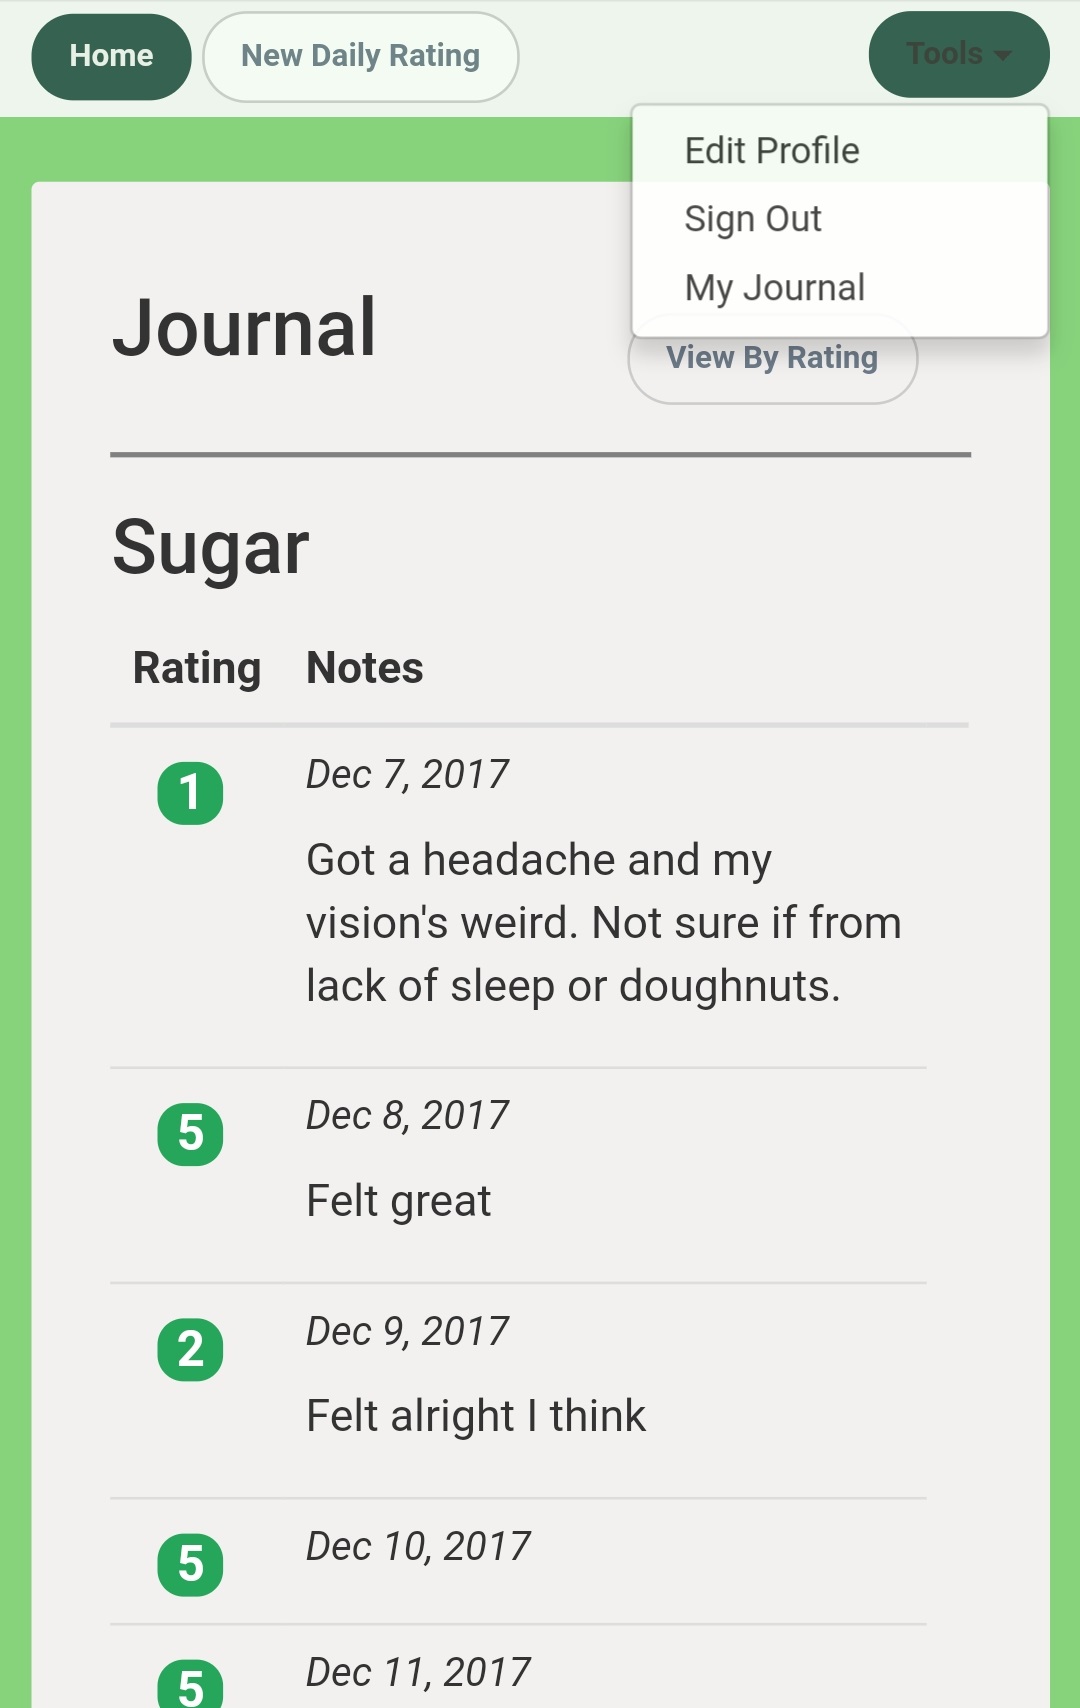 Home New Daily Rating Tools
Edit Profile
Sign Out
My Journal
Journal
View By Rating
Sugar
Rating Notes
1 Dec 7, 2017
Got a headache and my
vision's weird. Not sure if from
lack of sleep or doughnuts.
5 Dec 8, 2017
Felt great
2 Dec 9, 2017
Felt alright I think
5 Dec 10, 2017
5 Dec 11, 2017